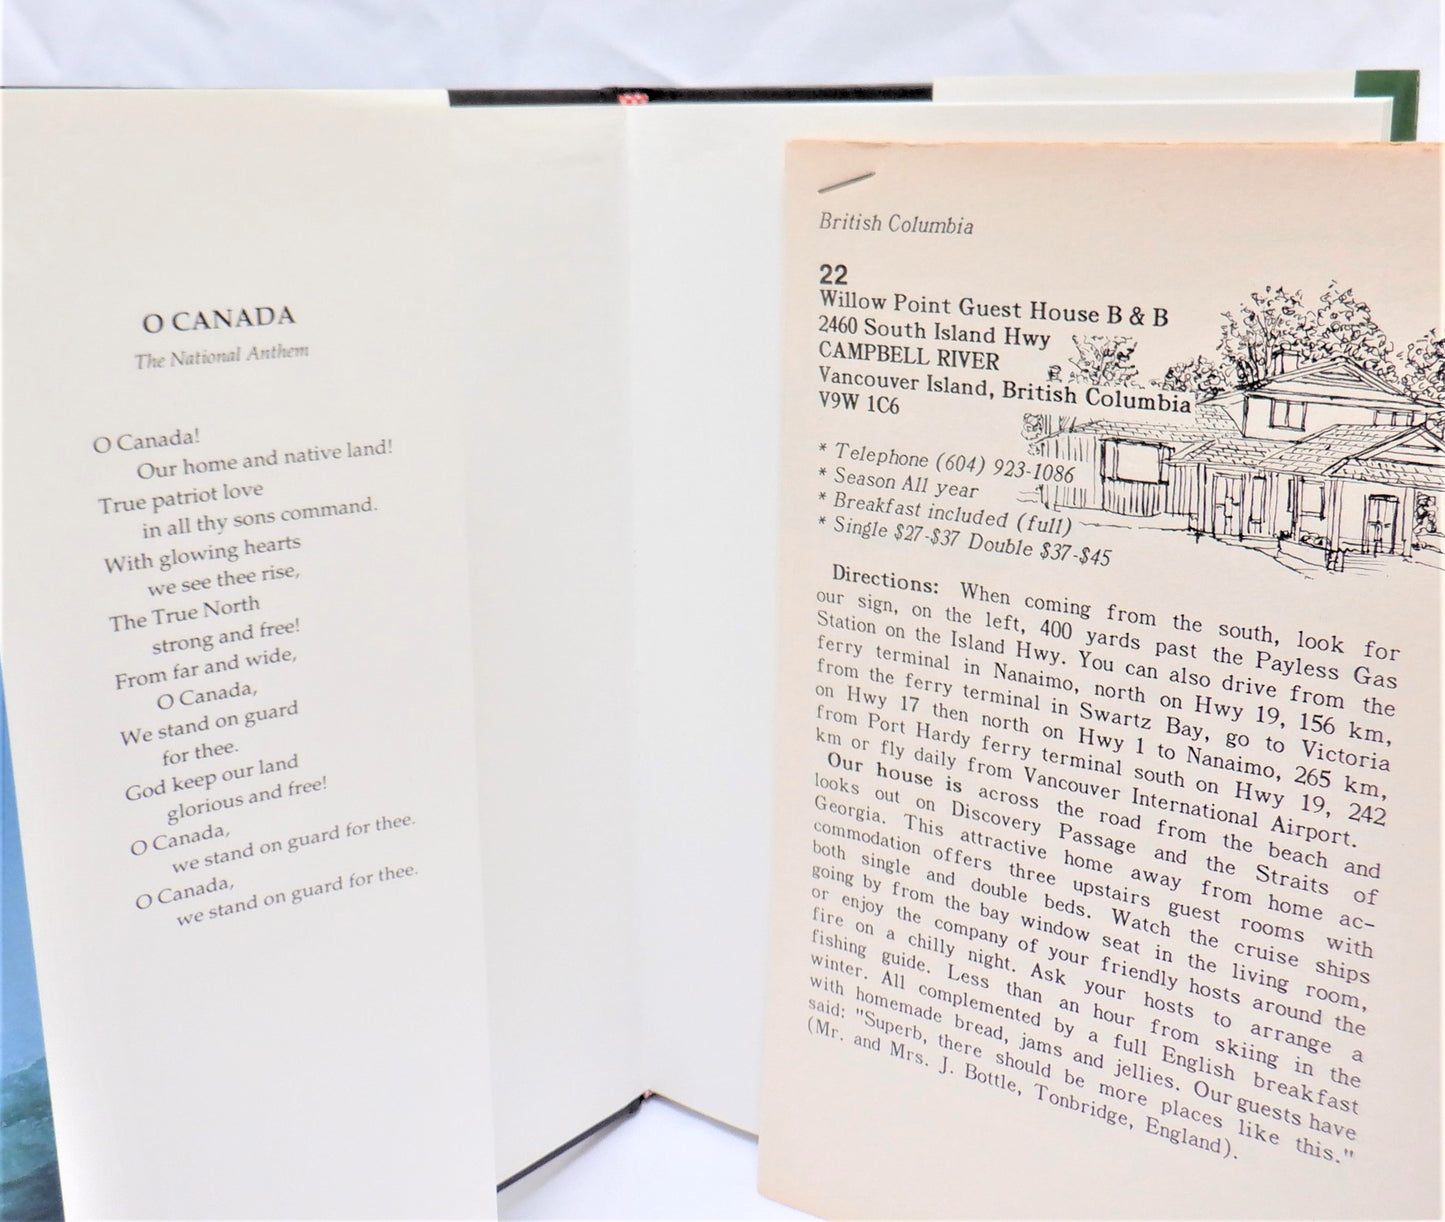 O CANADA
The National Anthem
O Canada!
Our home and native land!
True patriot love
in all thy sons command.
With glowing hearts
we see thee rise,
The True North
strong and free!
From far and wide,
O Canada,
We stand on guard
for thee.
God keep our land
glorious and free!
O Canada,
we stand on guard for thee.
O Canada,
we stand on guard for thee.
British Columbia
22
Willow Point Guest House B & B
2460 South Island Hwy
CAMPBELL RIVER
Vancouver Island, British Columbia
V9W 1C6
* Telephone (604) 923-1086
* Season All year
* Breakfast included (full)
* Single $27-$37 Double $37-$45
Directions: When coming from the south, look for
our sign, on the left, 400 yards past the Payless Gas
Station on the Island Hwy. You can also drive from the
ferry terminal in Nanaimo, north on Hwy 19, 156 km,
from the ferry terminal in Swartz Bay, go to Victoria
on Hwy 17 then north on Hwy 1 to Nanaimo, 265 km,
from Port Hardy ferry terminal south on Hwy 19, 242
km or fly daily from Vancouver International Airport.
Our house is across the road from the beach and
looks out on Discovery Passage and the Straits of
Georgia. This attractive home away from home ac-
commodation offers three upstairs guest rooms with
both single and double beds. Watch the cruise ships
going by from the bay window seat in the living room,
or enjoy the company of your friendly hosts around the
fire on a chilly night. Ask your hosts to arrange a
fishing guide. Less than an hour from skiing in the
winter. All complemented by a full English breakfast
with homemade bread, jams and jellies. Our guests have
said: "Superb, there should be more places like this."
(Mr. and Mrs. J. Bottle, Tonbridge, England).